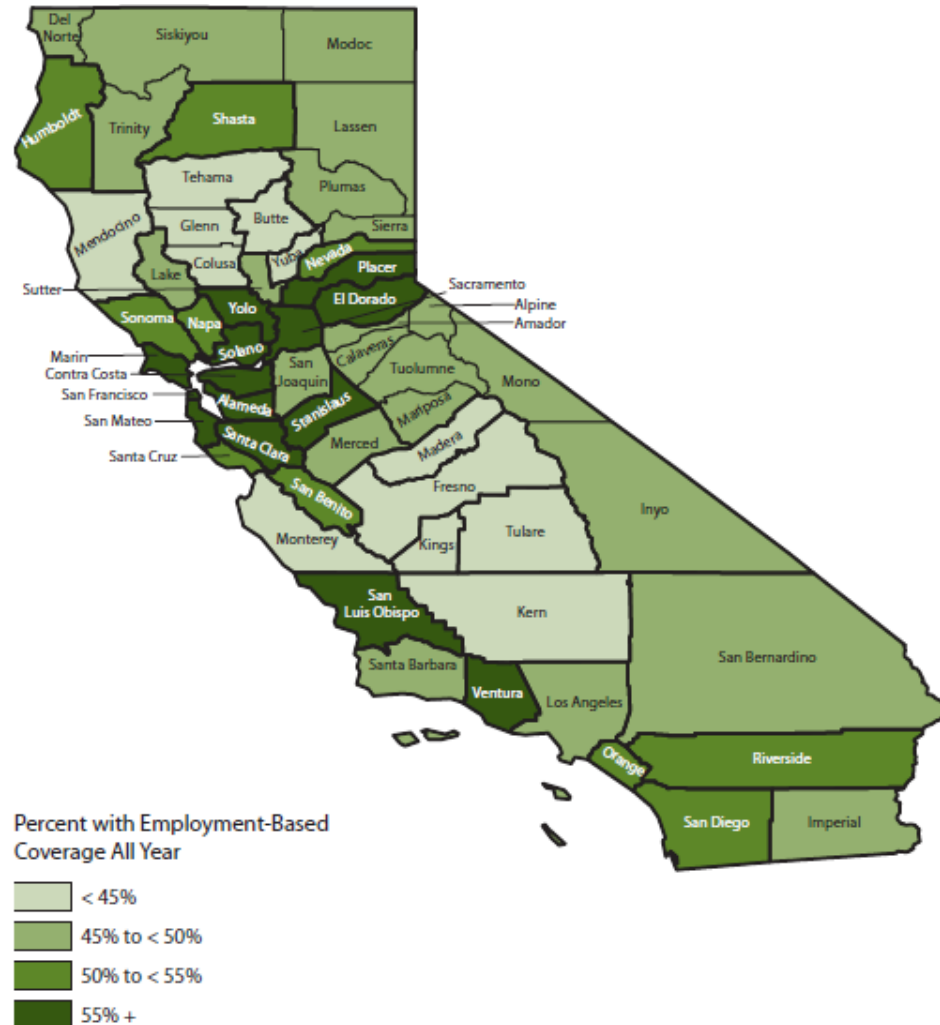 Del
Norte
Siskiyou
Modoc
Humboldt
Trinity
Shasta
Lassen
Tehama
Plumas
Mendocino
Glenn
Butte
Sierra
Colusa
Yuba
Nevada
Lake
Placer
Sutter
Sacramento
Yolo
El Dorado
Alpine
Sonoma
Napa
Amador
Solano
Marin
Calaveras
Contra Costa
San
Joaquin
Tuolumne
Mono
San Francisco
Alameda
Stanislaus
Mariposa
San Mateo
Santa Clara
Merced
Madera
Santa Cruz
San Benito
Fresno
Inyo
Monterey
Kings
Tulare
San
Luis Obispo
Kern
Santa Barbara
San Bernardino
Ventura
Los Angeles
Orange
Riverside
San Diego
Imperial
Percent with Employment-Based
Coverage All Year
< 45%
45% to < 50%
50% to < 55%
55% +